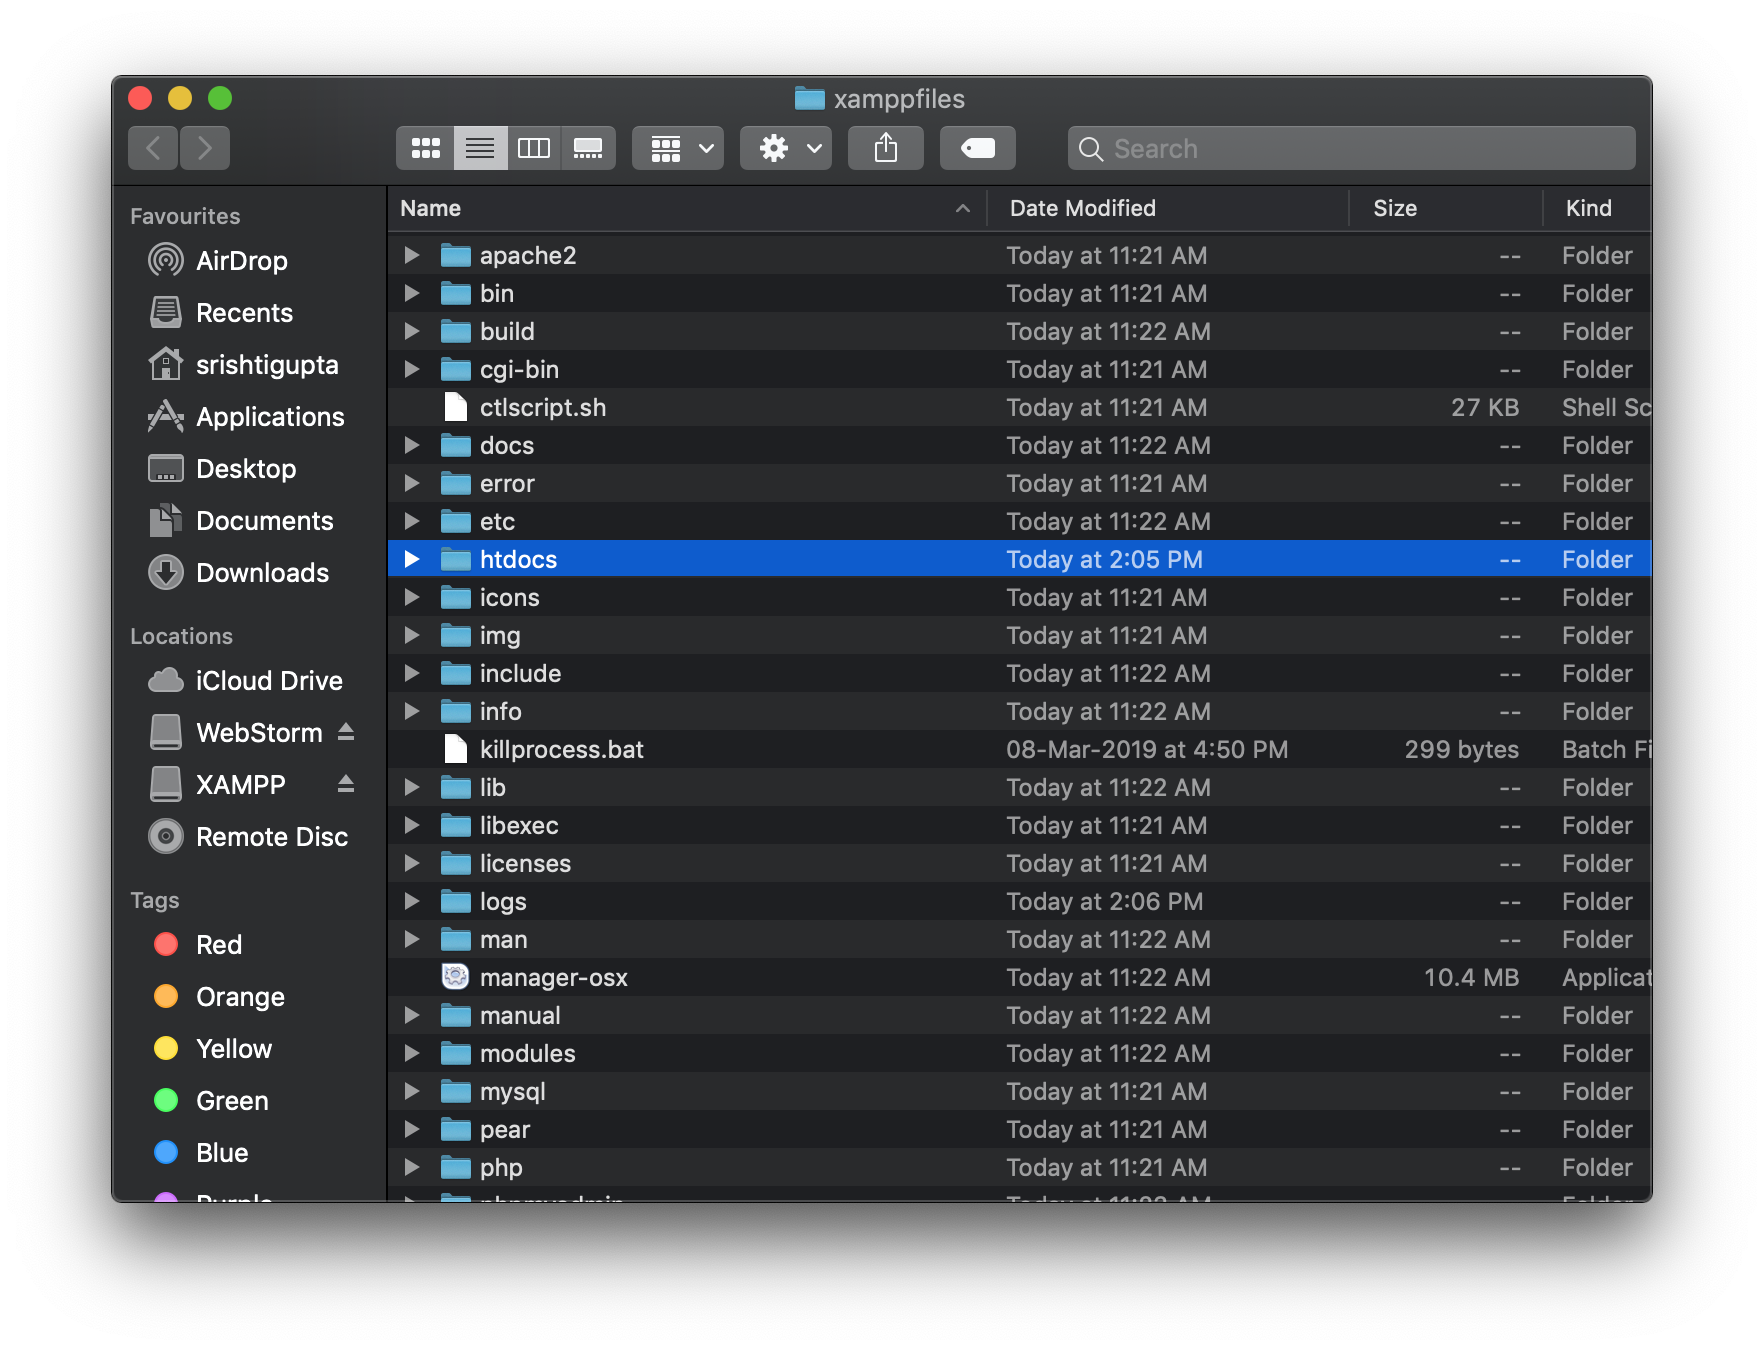 xamppfiles
Search
Favourites
AirDrop
Recents
srishtigupta
Applications
Desktop
Documents
Downloads
Locations
iCloud Drive
WebStorm
XAMPP
Remote Disc
Tags
Red
Orange
Yellow
Green
Blue
Purple
Name Date Modified Size Kind
apache2 Today at 11:21 AM -- Folder
bin Today at 11:21 AM -- Folder
build Today at 11:22 AM -- Folder
cgi-bin Today at 11:21 AM -- Folder
ctlscript.sh Today at 11:21 AM 27 KB Shell Sc
docs Today at 11:22 AM -- Folder
error Today at 11:21 AM -- Folder
etc Today at 11:22 AM -- Folder
htdocs Today at 2:05 PM -- Folder
icons Today at 11:21 AM -- Folder
img Today at 11:21 AM -- Folder
include Today at 11:22 AM -- Folder
info Today at 11:22 AM -- Folder
killprocess.bat 08-Mar-2019 at 4:50 PM 299 bytes Batch Fi
lib Today at 11:22 AM -- Folder
libexec Today at 11:21 AM -- Folder
licenses Today at 11:21 AM -- Folder
logs Today at 2:06 PM -- Folder
man Today at 11:22 AM -- Folder
manager-osx Today at 11:22 AM 10.4 MB Applicat
manual Today at 11:22 AM -- Folder
modules Today at 11:22 AM -- Folder
mysql Today at 11:21 AM -- Folder
pear Today at 11:21 AM -- Folder
php Today at 11:21 AM -- Folder
phpmyadmin Today at 11:22 AM -- Folder